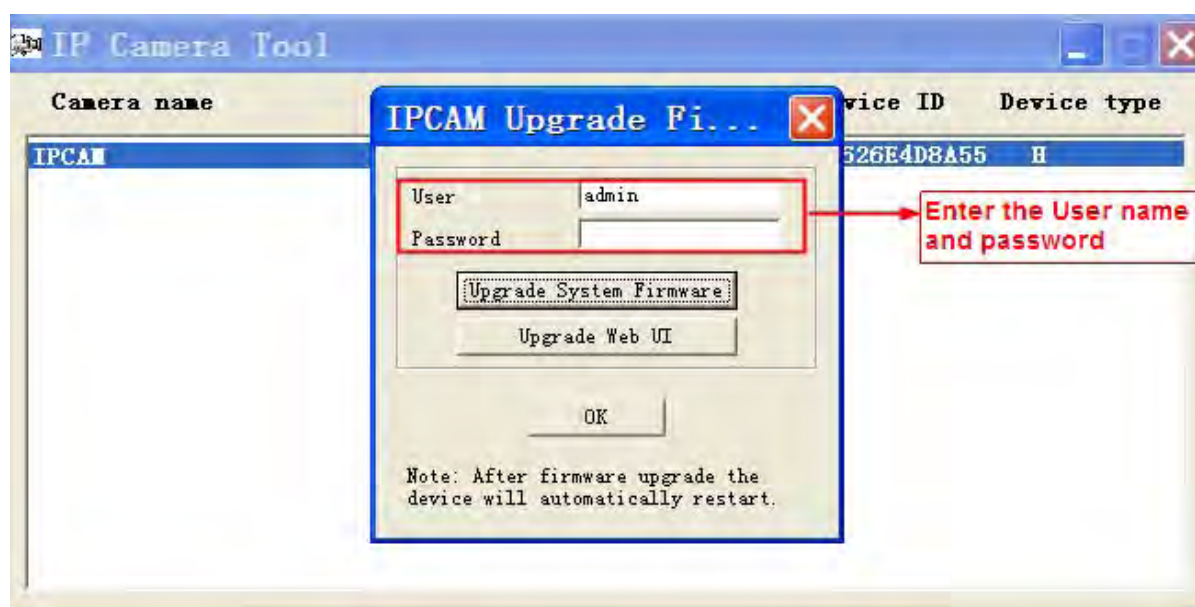 IP Camera Tool
Camera name
vice ID
Device type
IPCAM
526E4D8A55
H
IPCAM Upgrade Fi...
User
admin
Password
Enter the User name
and password
Upgrade System Firmware
Upgrade Web UI
OK
Note: After firmware upgrade the
device will automatically restart.